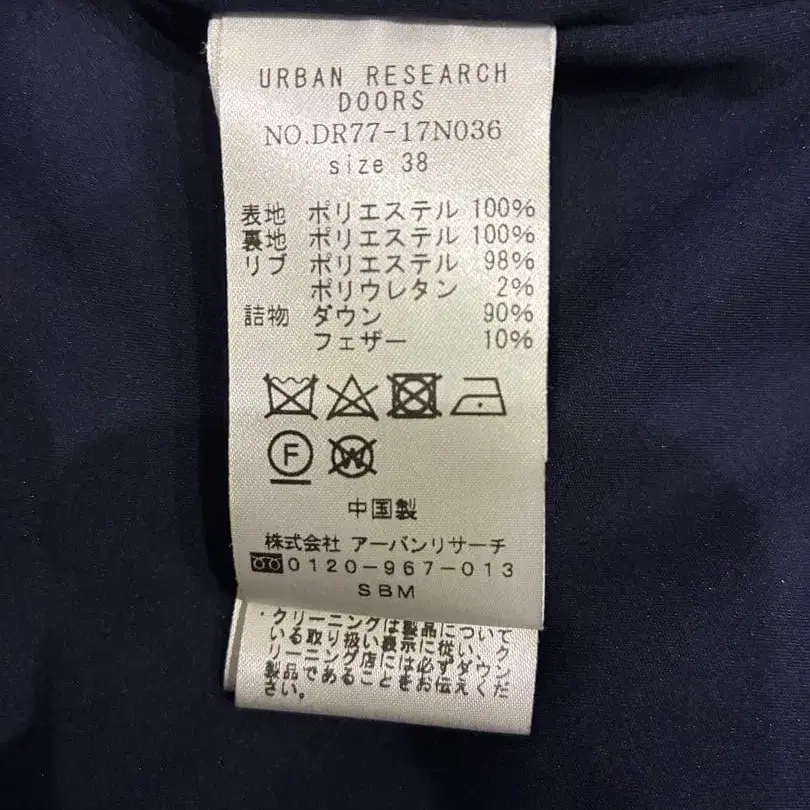 URBAN RESEARCH
DOORS
NO.DR77-17N036
size 38
表地 ポリエステル 100%
裏地 ポリエステル 100%
リブ ポリエステル 98%
ポリウレタン 2%
詰物 ダウン 90%
フェザー 10%
F
W
中国製
株式会社 アーバンリサーチ
0120-967-013
SBM
・クリーニングは製品について
いる取り扱い表示に従い、ク
リーニング店には必ずダウン
製品であることをお伝えくだ
さい。